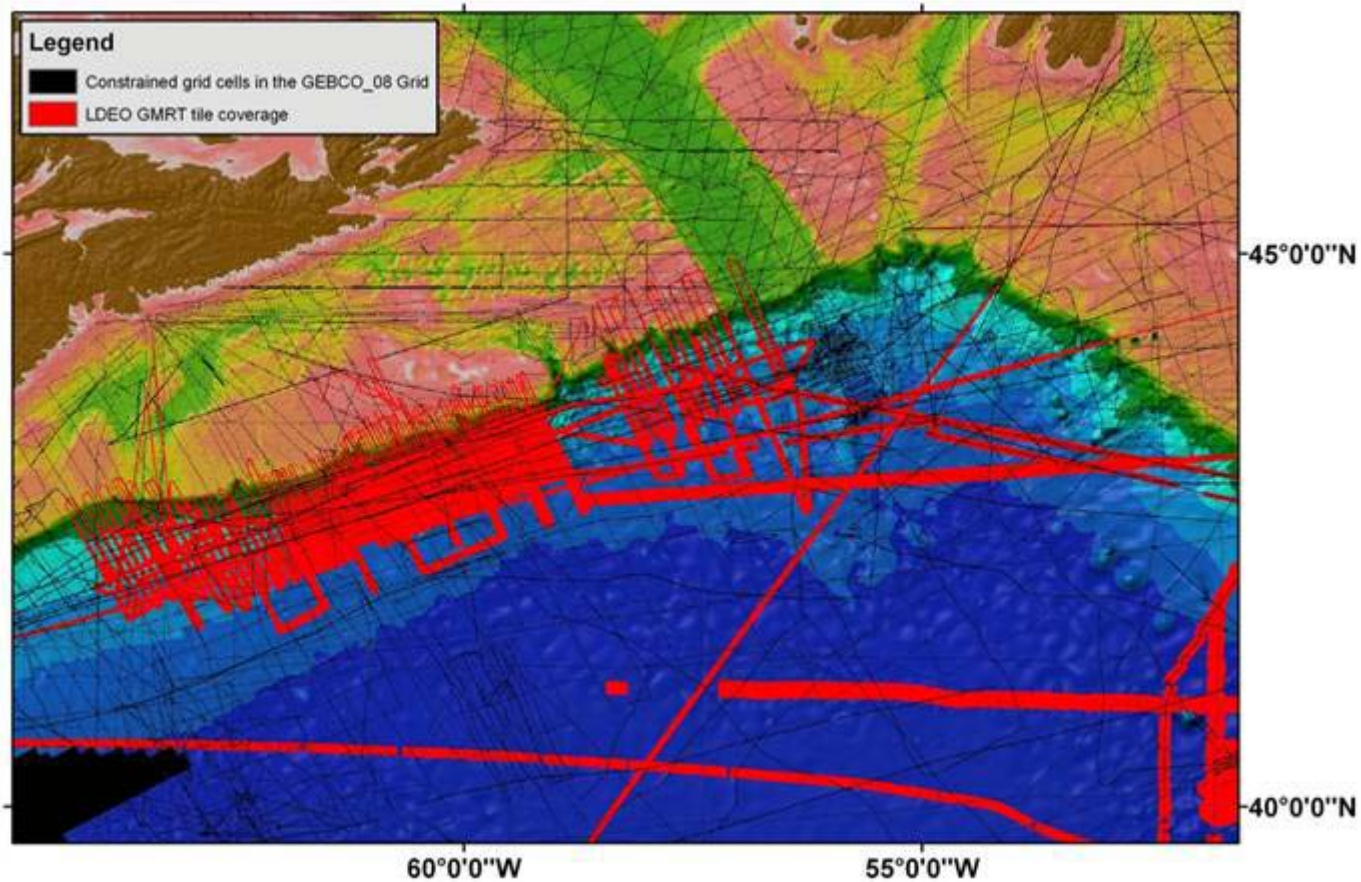 Legend
Constrained grid cells in the GEBCO_08 Grid
LDEO GMRT tile coverage
45°0'0"N
40°0'0"N
60°0'0"W
55°0'0"W